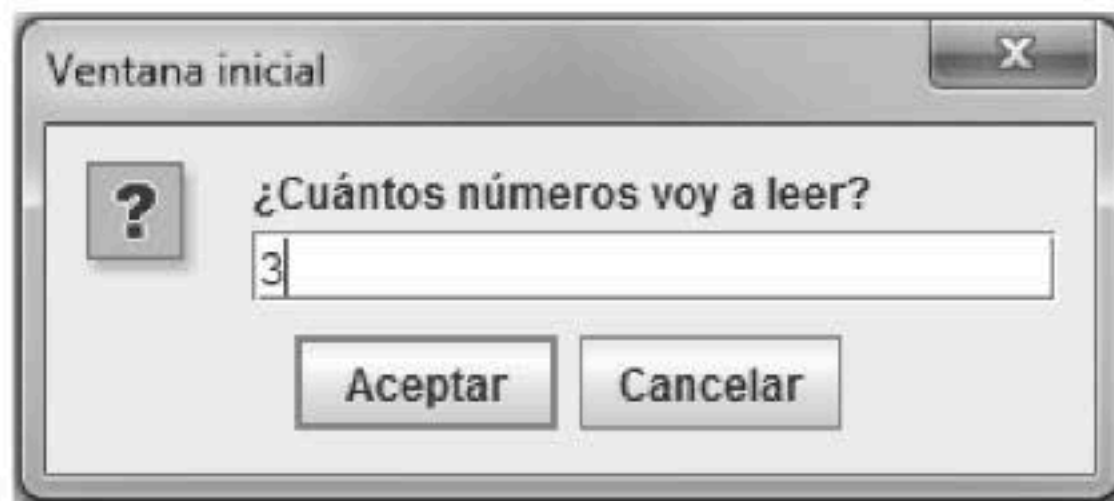 Ventana inicial
X
?
¿Cuántos números voy a leer?
3
Aceptar
Cancelar